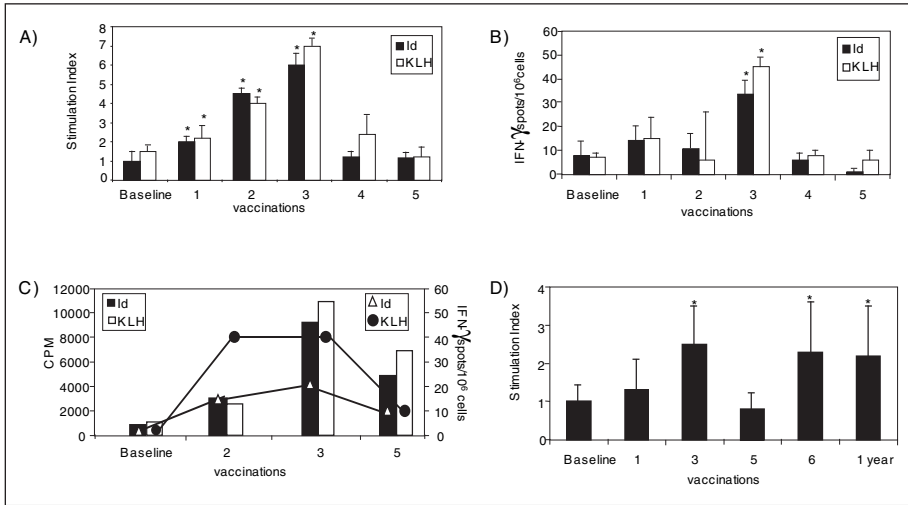 A)
Stimulation Index
8
7
6
5
4
3
2
1
0
* * * * * *
Id
KLH
Baseline 1 2 3 4 5
vaccinations
B)
IFN-γspots/10⁶cells
60
50
40
30
20
10
0
* *
Id
KLH
Baseline 1 2 3 4 5
vaccinations
C)
CPM
12000
10000
8000
6000
4000
2000
0
Id
KLH
Id
KLH
60
50
40
30
20
10
0
IFN-γspots/10⁶ cells
Baseline 2 3 5
vaccinations
D)
Stimulation Index
4
3
2
1
0
* * *
Baseline 1 3 5 6 1 year
vaccinations